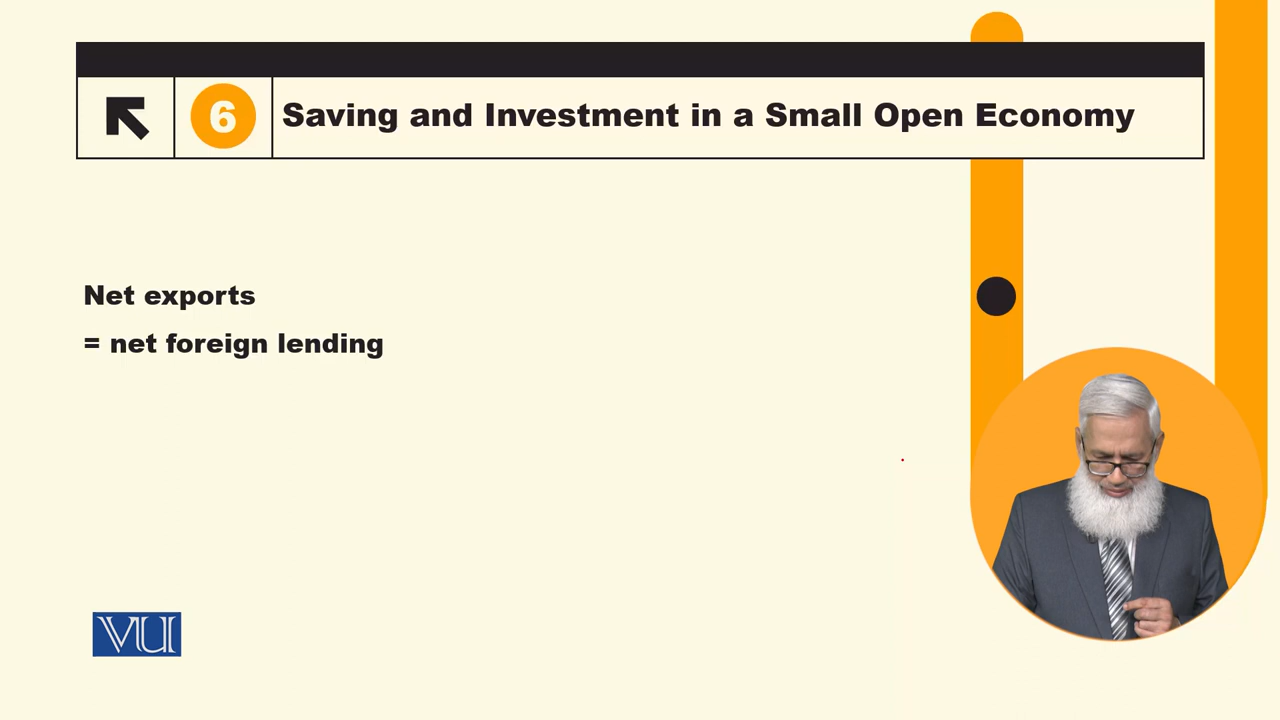 6
Saving and Investment in a Small Open Economy
Net exports
= net foreign lending
VU